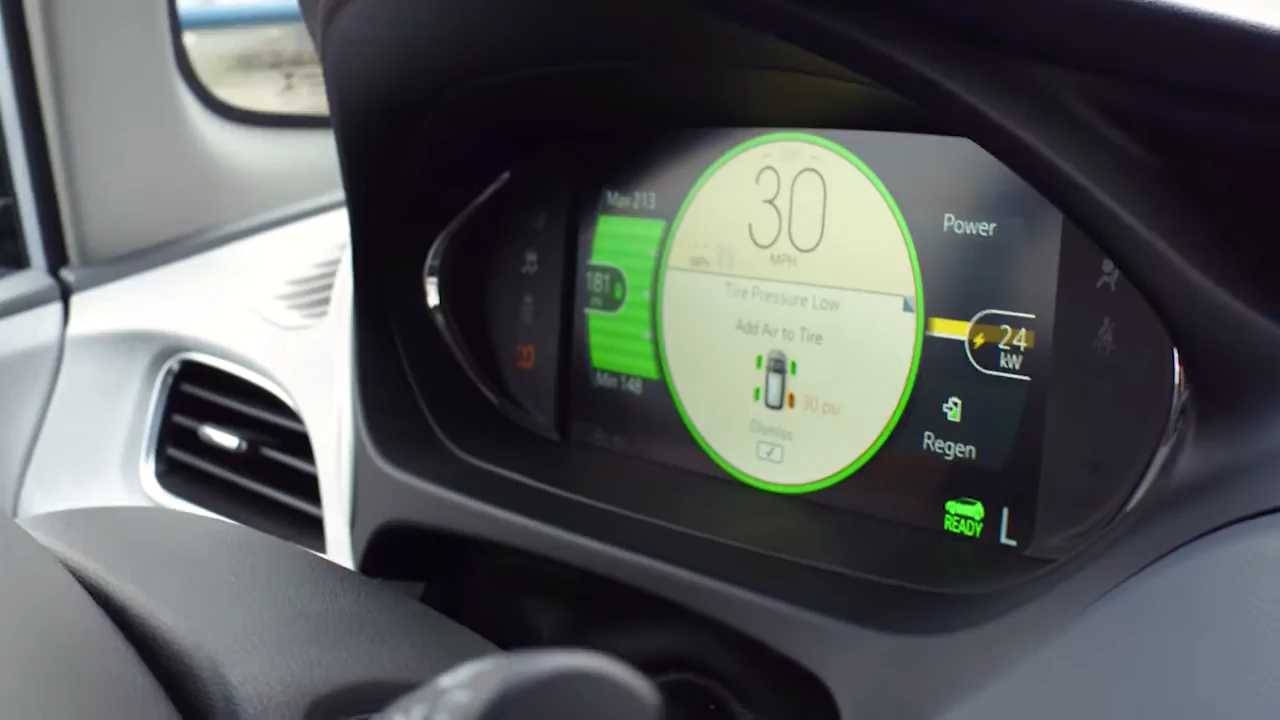 Max 213
181
mi
Min 148
30
MPH
Tire Pressure Low
Add Air to Tire
30 psi
Dismiss
Power
24
kW
Regen
READY
L